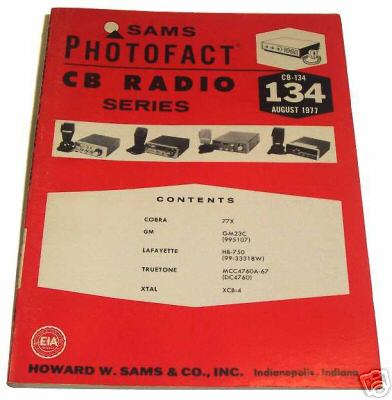 SAMS
PHOTOFACT®
CB RADIO
SERIES
CB-134
134
AUGUST 1977
CONTENTS
COBRA 77X
GM GM23C
(995107)
LAFAYETTE HB-750
(99-33318W)
TRUETONE MCC4760A-67
(DC4760)
XTAL XCB-4
EIA
HOWARD W. SAMS & CO., INC. Indianapolis, Indiana